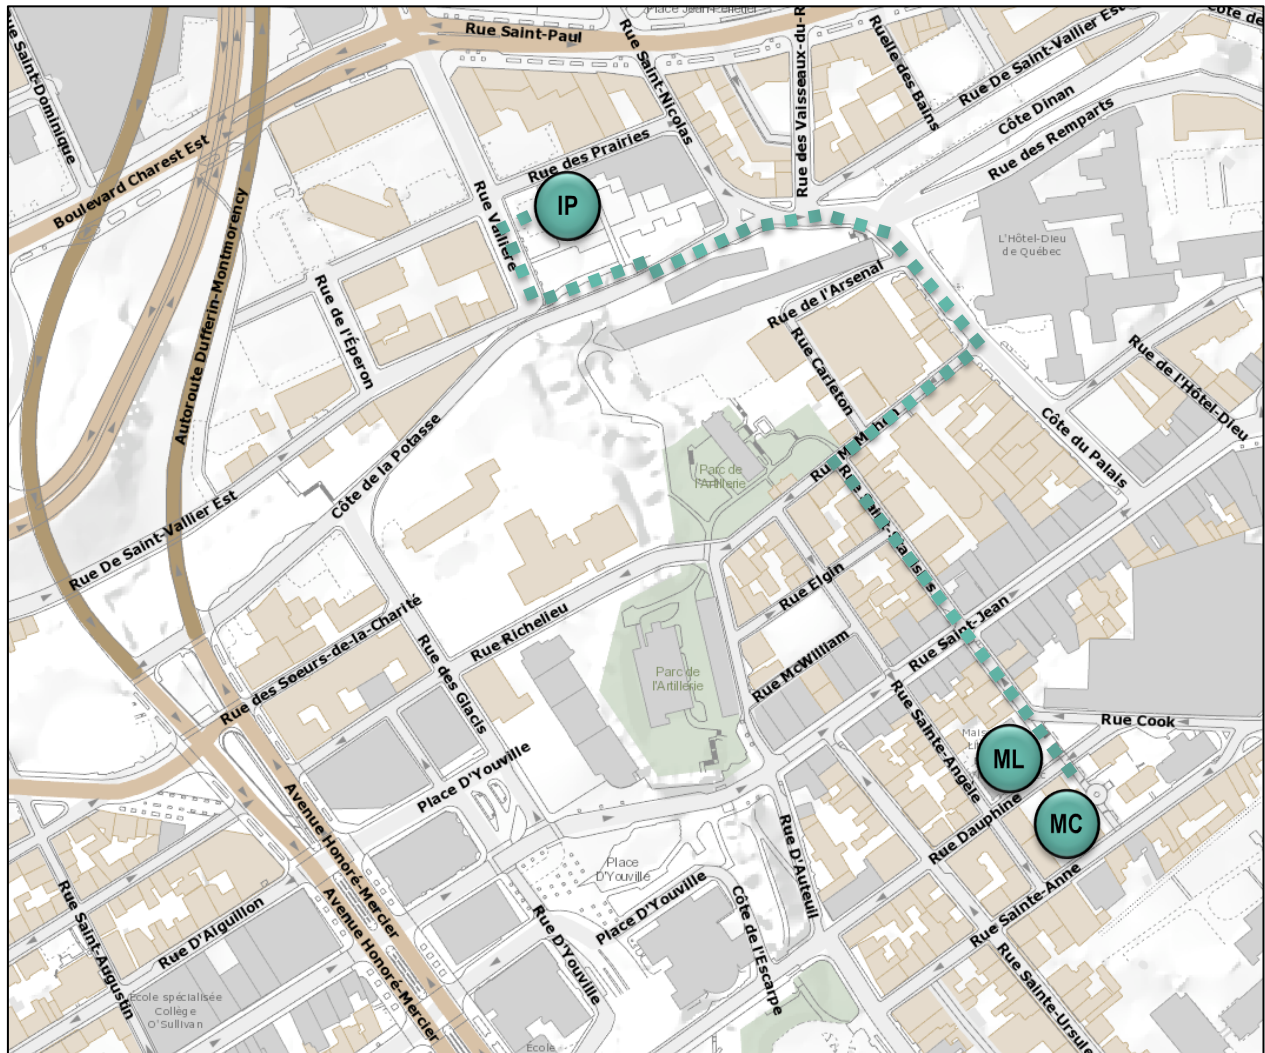 Place Jean-Pelletier
Rue Saint-Paul
Rue Saint-Nicolas
Rue des Vaisseaux-du-R
Ruelle des Bains
Rue De Saint-Vallier Est
Côte de
Côte Dinan
Rue des Remparts
ue Saint-Dominique
Boulevard Charest Est
Rue des Prairies
Rue Vallière
IP
L'Hôtel-Dieu
de Québec
Autoroute Dufferin-Montmorency
Rue de l'Éperon
Rue de l'Arsenal
Rue Carleton
Rue de l'Hôtel-Dieu
Côte du Palais
Côte de la Potasse
Parc de
l'Artillerie
Rue De Saint-Vallier Est
Rue Elgin
Rue Saint-Jean
Rue des Soeurs-de-la-Charité
Rue Richelieu
Rue des Glacis
Parc de
l'Artillerie
Rue McWilliam
Rue Sainte-Angèle
Rue Cook
ML
MC
Place D'Youville
Rue Dauphine
Avenue Honoré-Mercier
Rue D'Auteuil
Place
D'Youville
Place D'Youville
Côte de l'Escarpe
Rue Sainte-Anne
Rue Saint-Augustin
Rue D'Aiguillon
Avenue Honoré-Mercier
Rue D'Youville
Rue Sainte-Ursule
École spécialisée
Collège
O'Sullivan
École